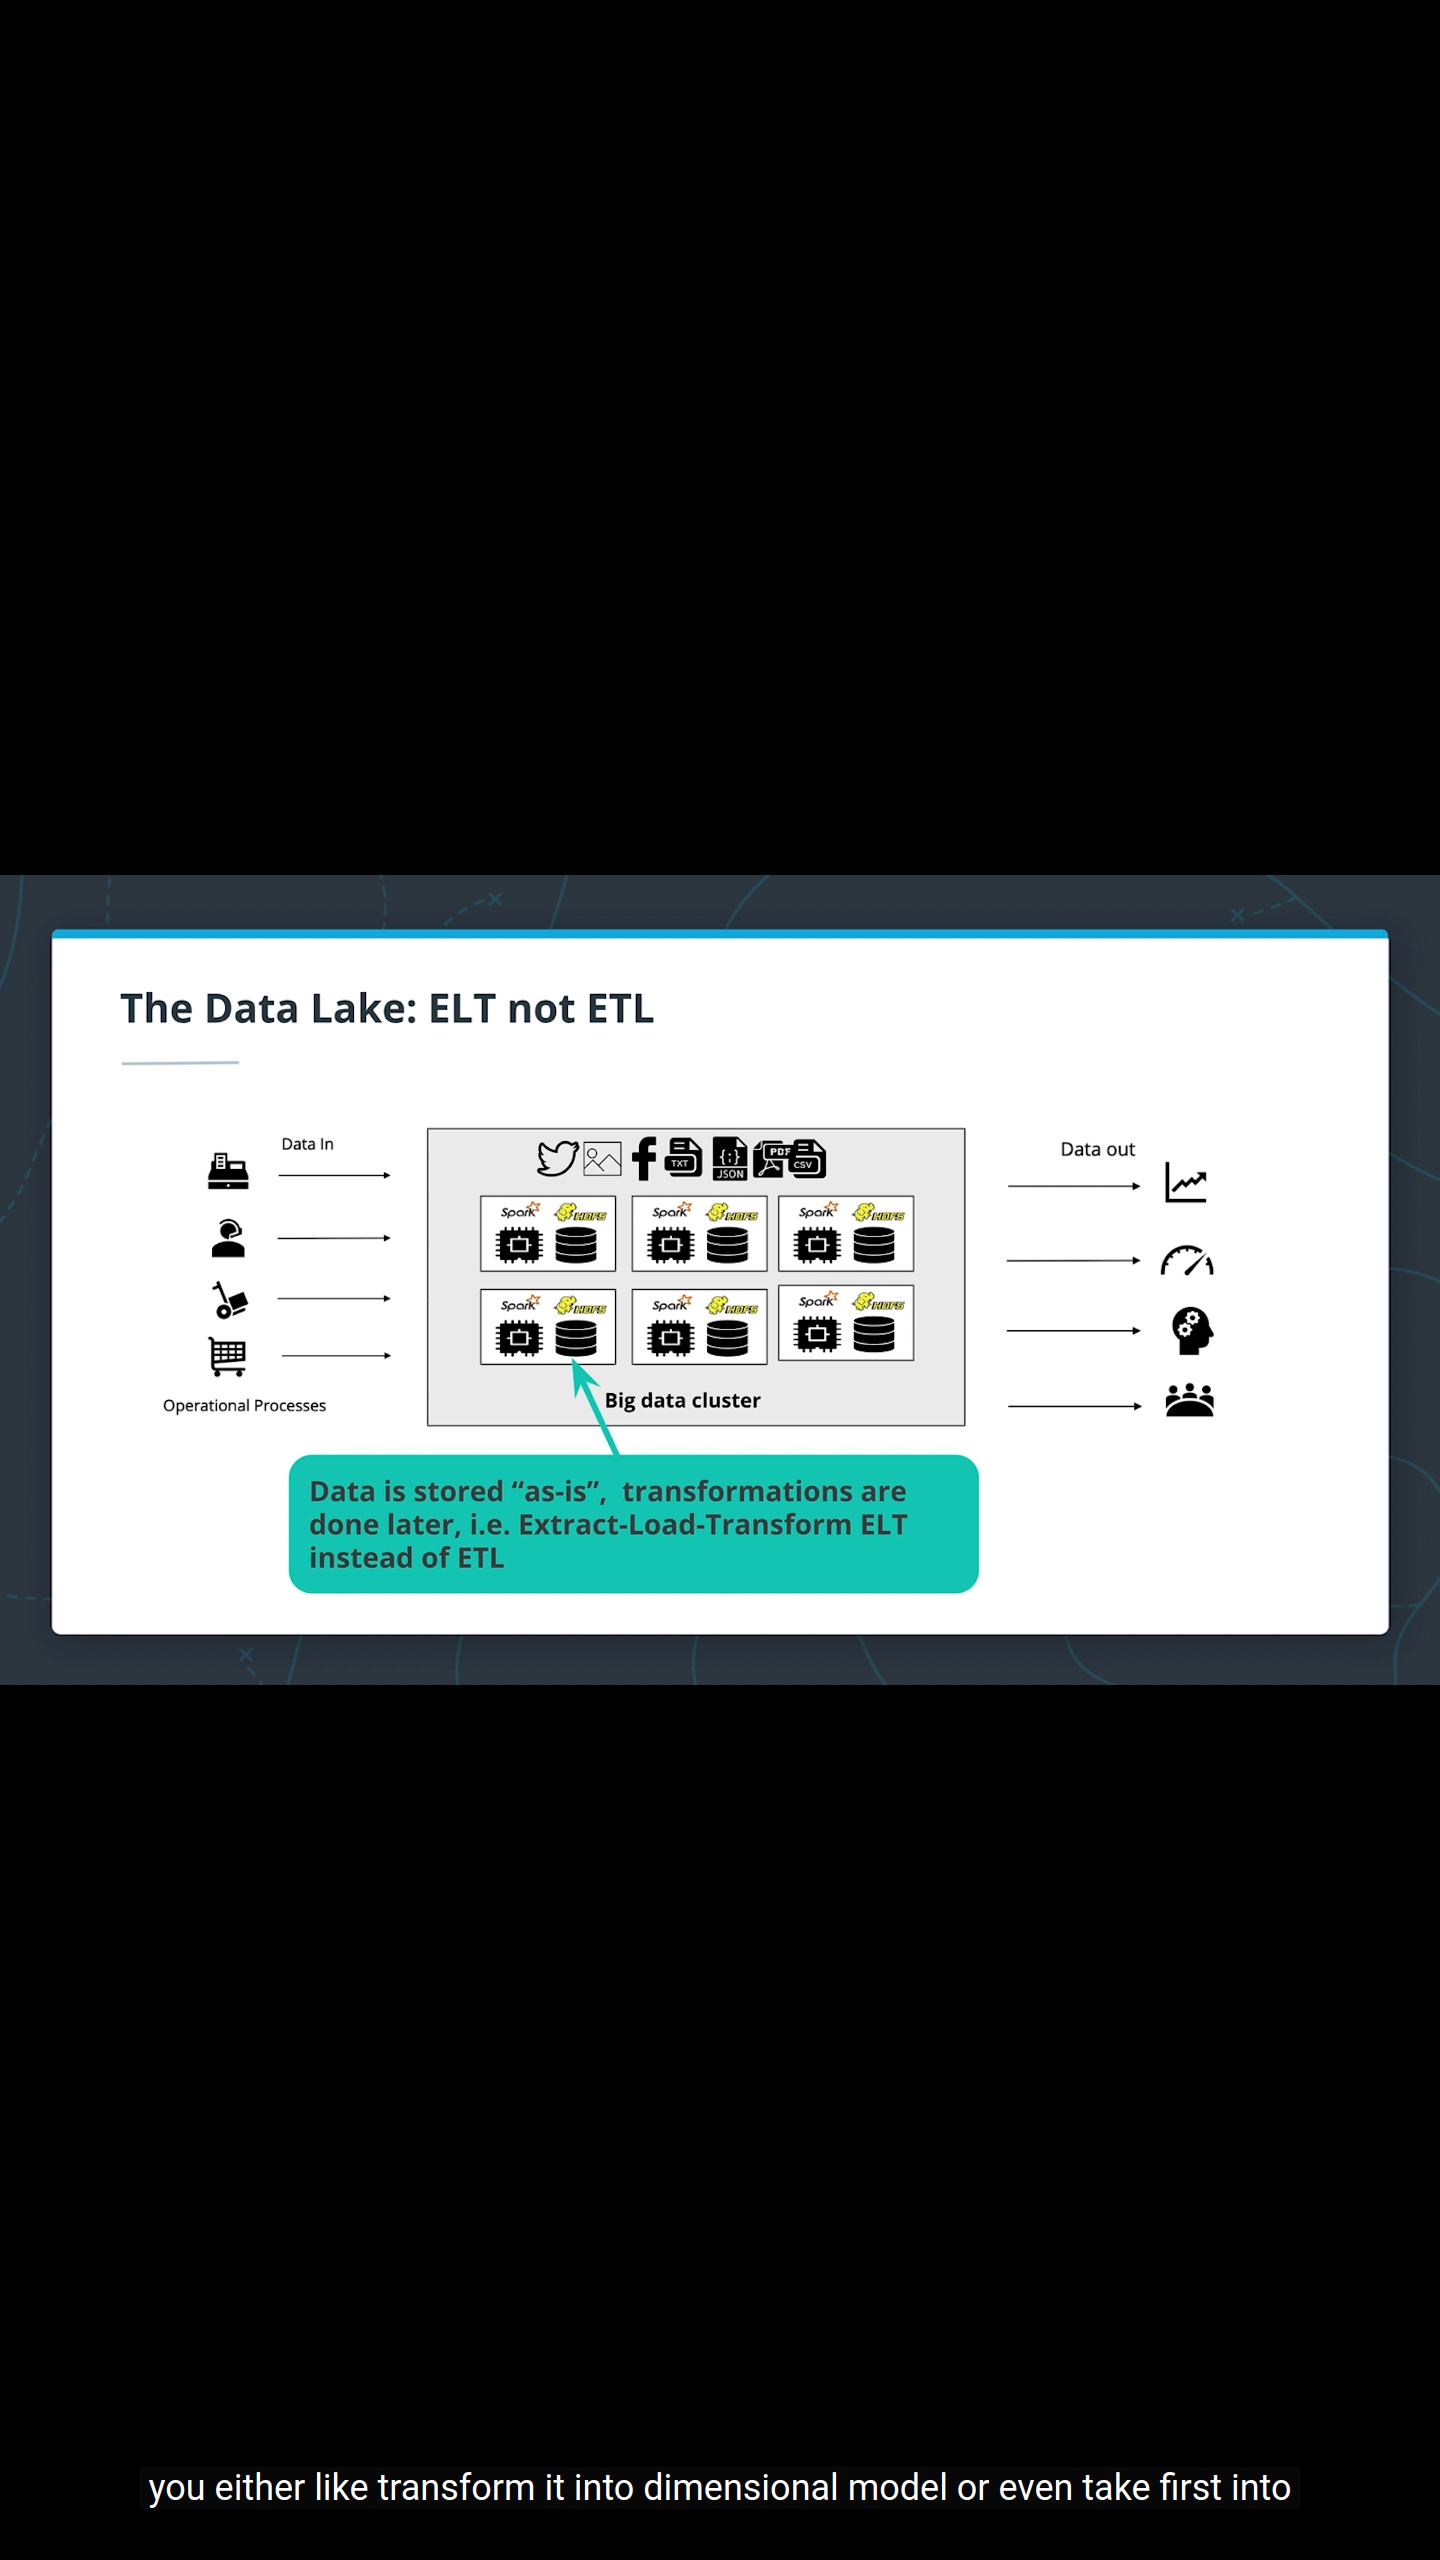 The Data Lake: ELT not ETL
Data In
Data out
TXT
JSON
PDF
CSV
Spark HDFS
Spark HDFS
Spark HDFS
Spark HDFS
Spark HDFS
Spark HDFS
Big data cluster
Operational Processes
Data is stored “as-is”, transformations are
done later, i.e. Extract-Load-Transform ELT
instead of ETL
you either like transform it into dimensional model or even take first into